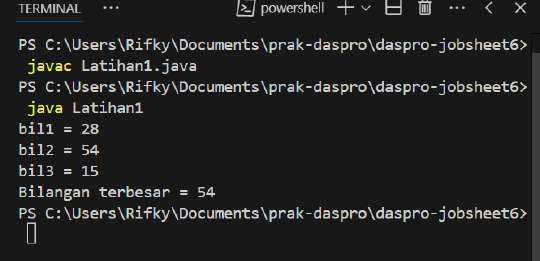 TERMINAL ··· powershell
PS C:\Users\Rifky\Documents\prak-daspro\daspro-jobsheet6>
javac Latihan1.java
PS C:\Users\Rifky\Documents\prak-daspro\daspro-jobsheet6>
java Latihan1
bil1 = 28
bil2 = 54
bil3 = 15
Bilangan terbesar = 54
PS C:\Users\Rifky\Documents\prak-daspro\daspro-jobsheet6>